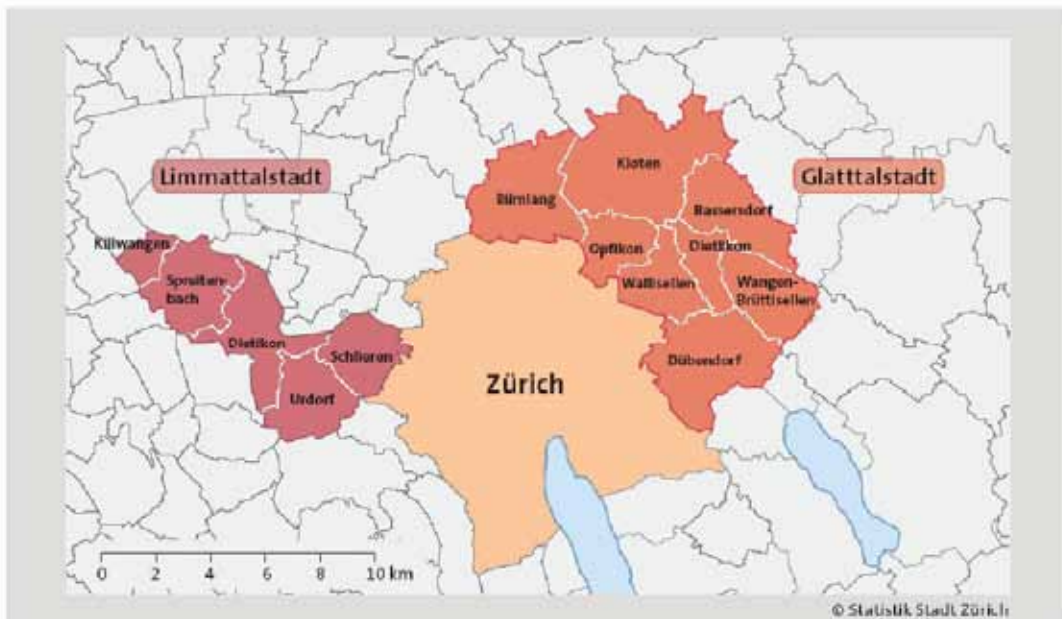 Limmattalstadt
Glatttalstadt
Kloten
Rümlang
Bassersdorf
Killwangen
Opfikon
Dietikon
Spreiten-
bach
Wallisellen
Wangen-
Brüttisellen
Dietikon
Schlieren
Dübendorf
Zürich
Urdorf
0 2 4 6 8 10 km
© Statistik Stadt Zürich